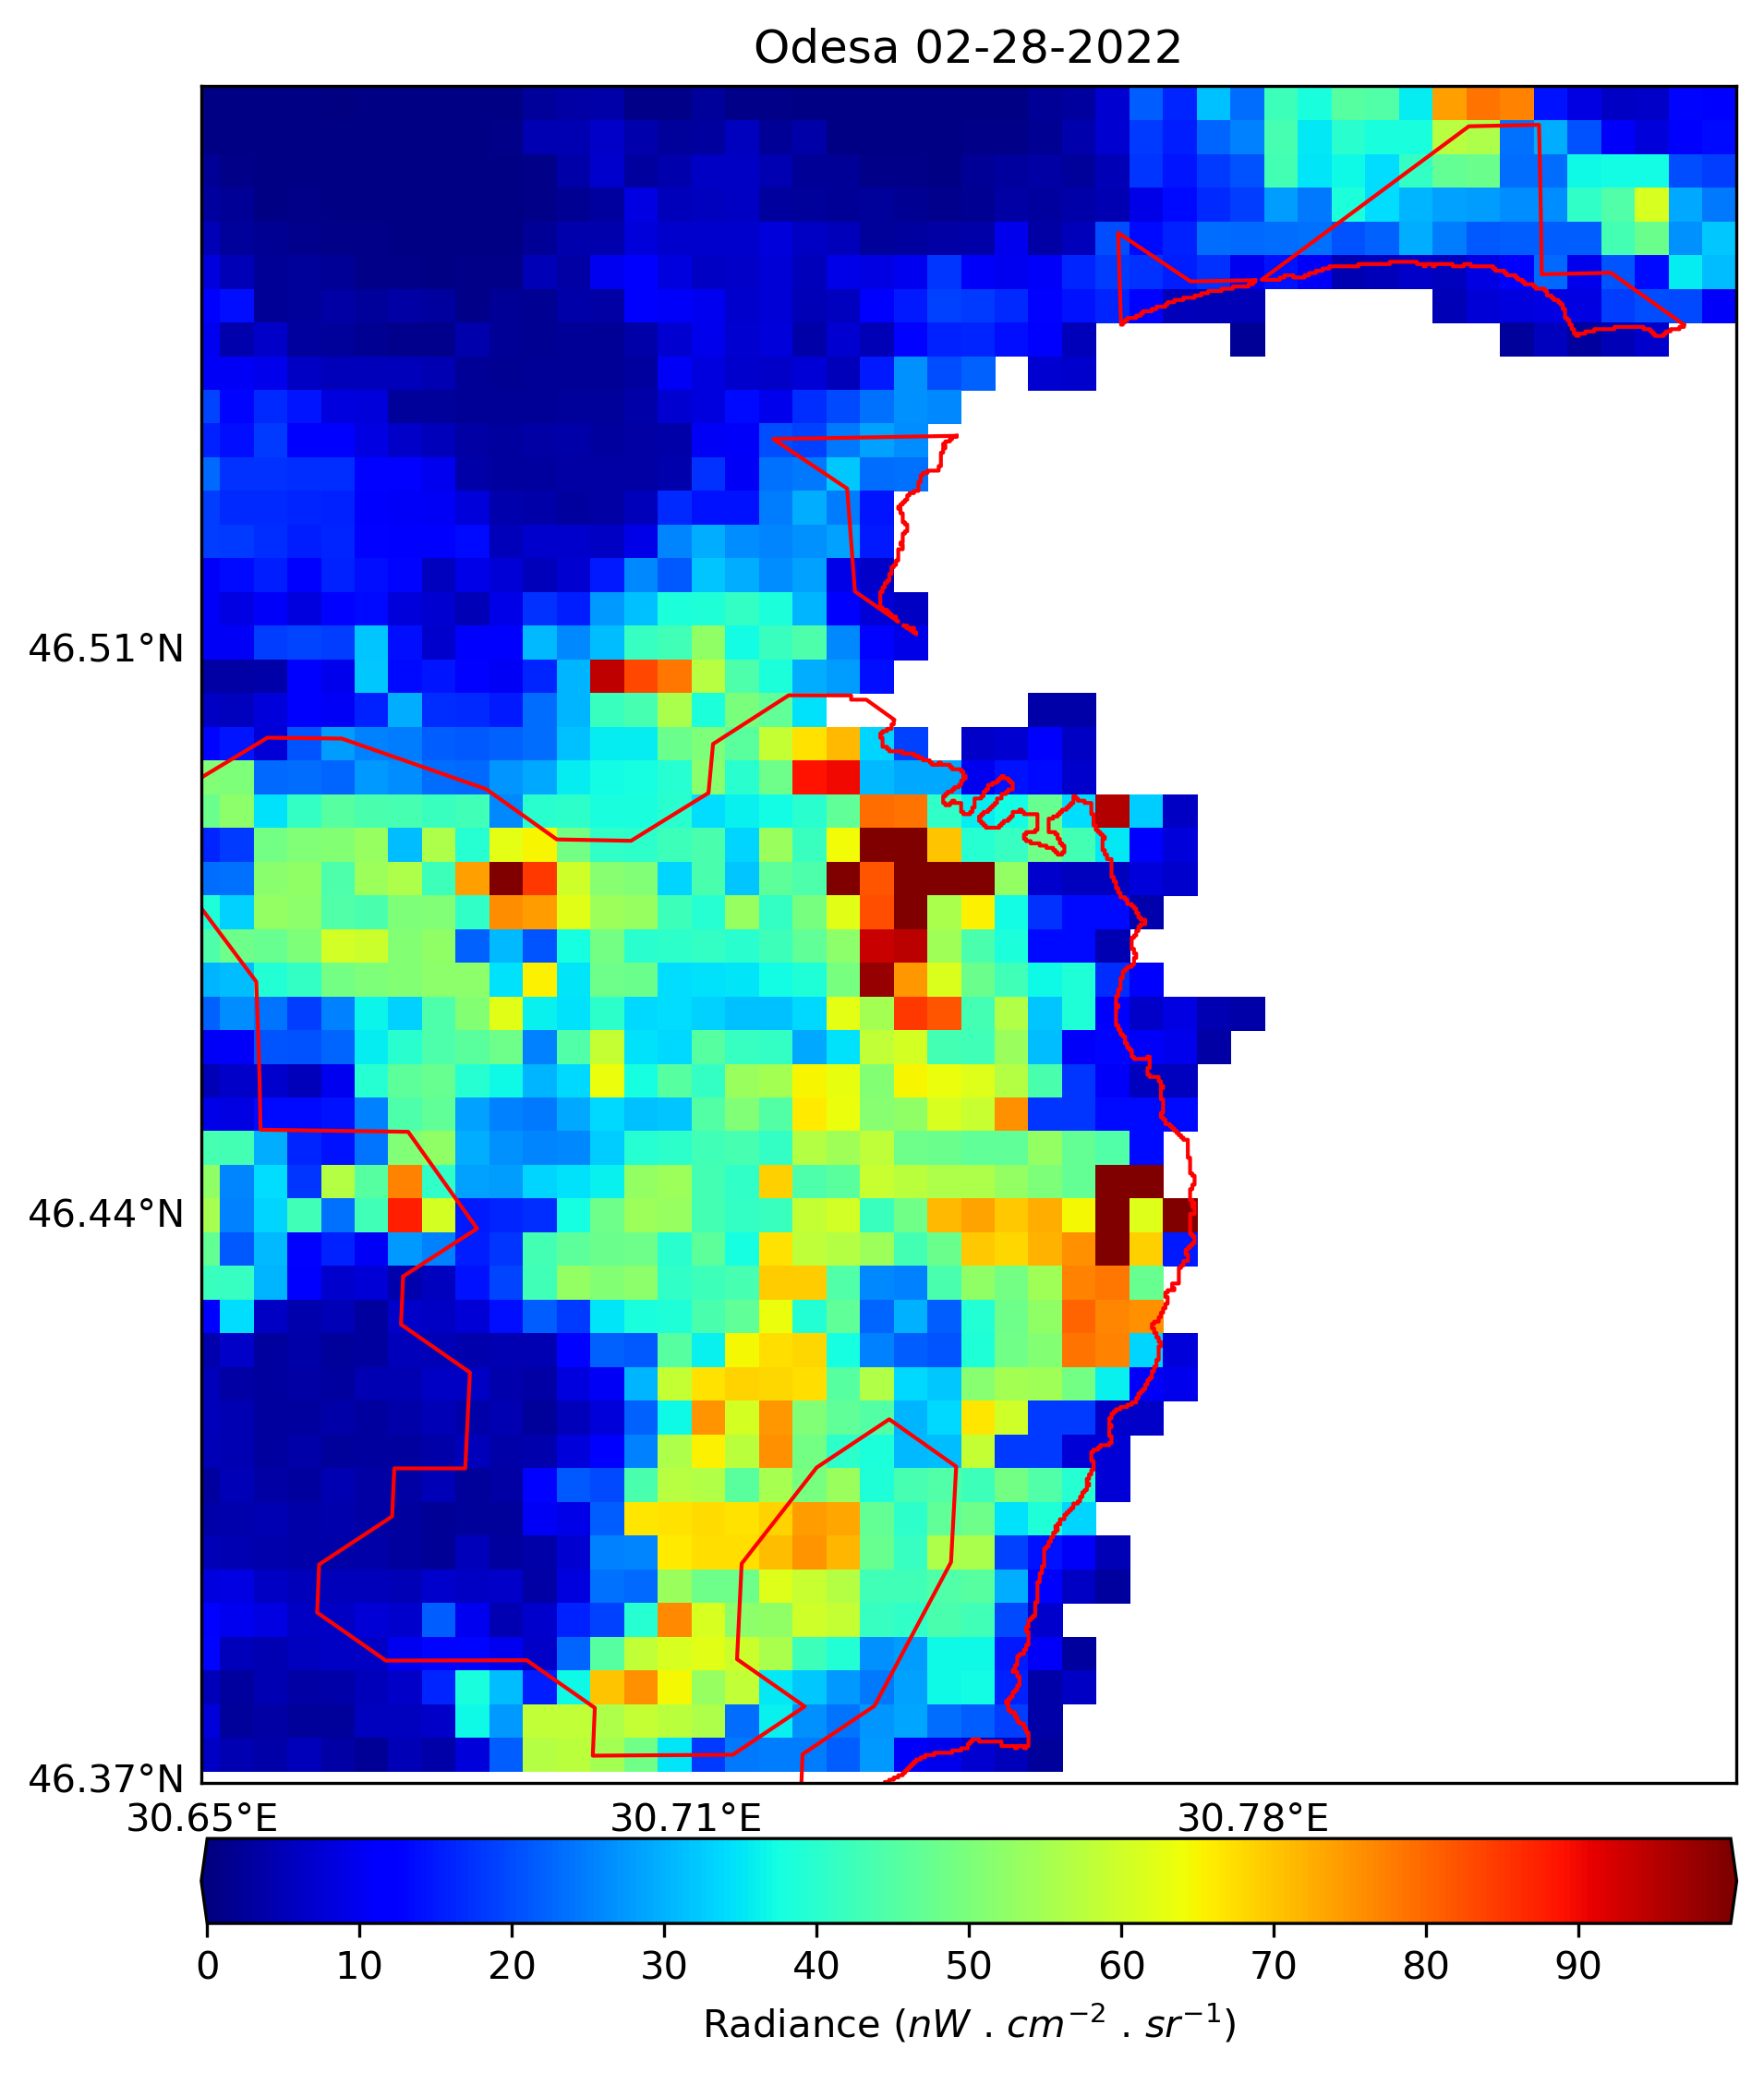 Odesa 02-28-2022
46.51°N
46.44°N
46.37°N
30.65°E 30.71°E 30.78°E
0 10 20 30 40 50 60 70 80 90
Radiance (nW . cm⁻² . sr⁻¹)